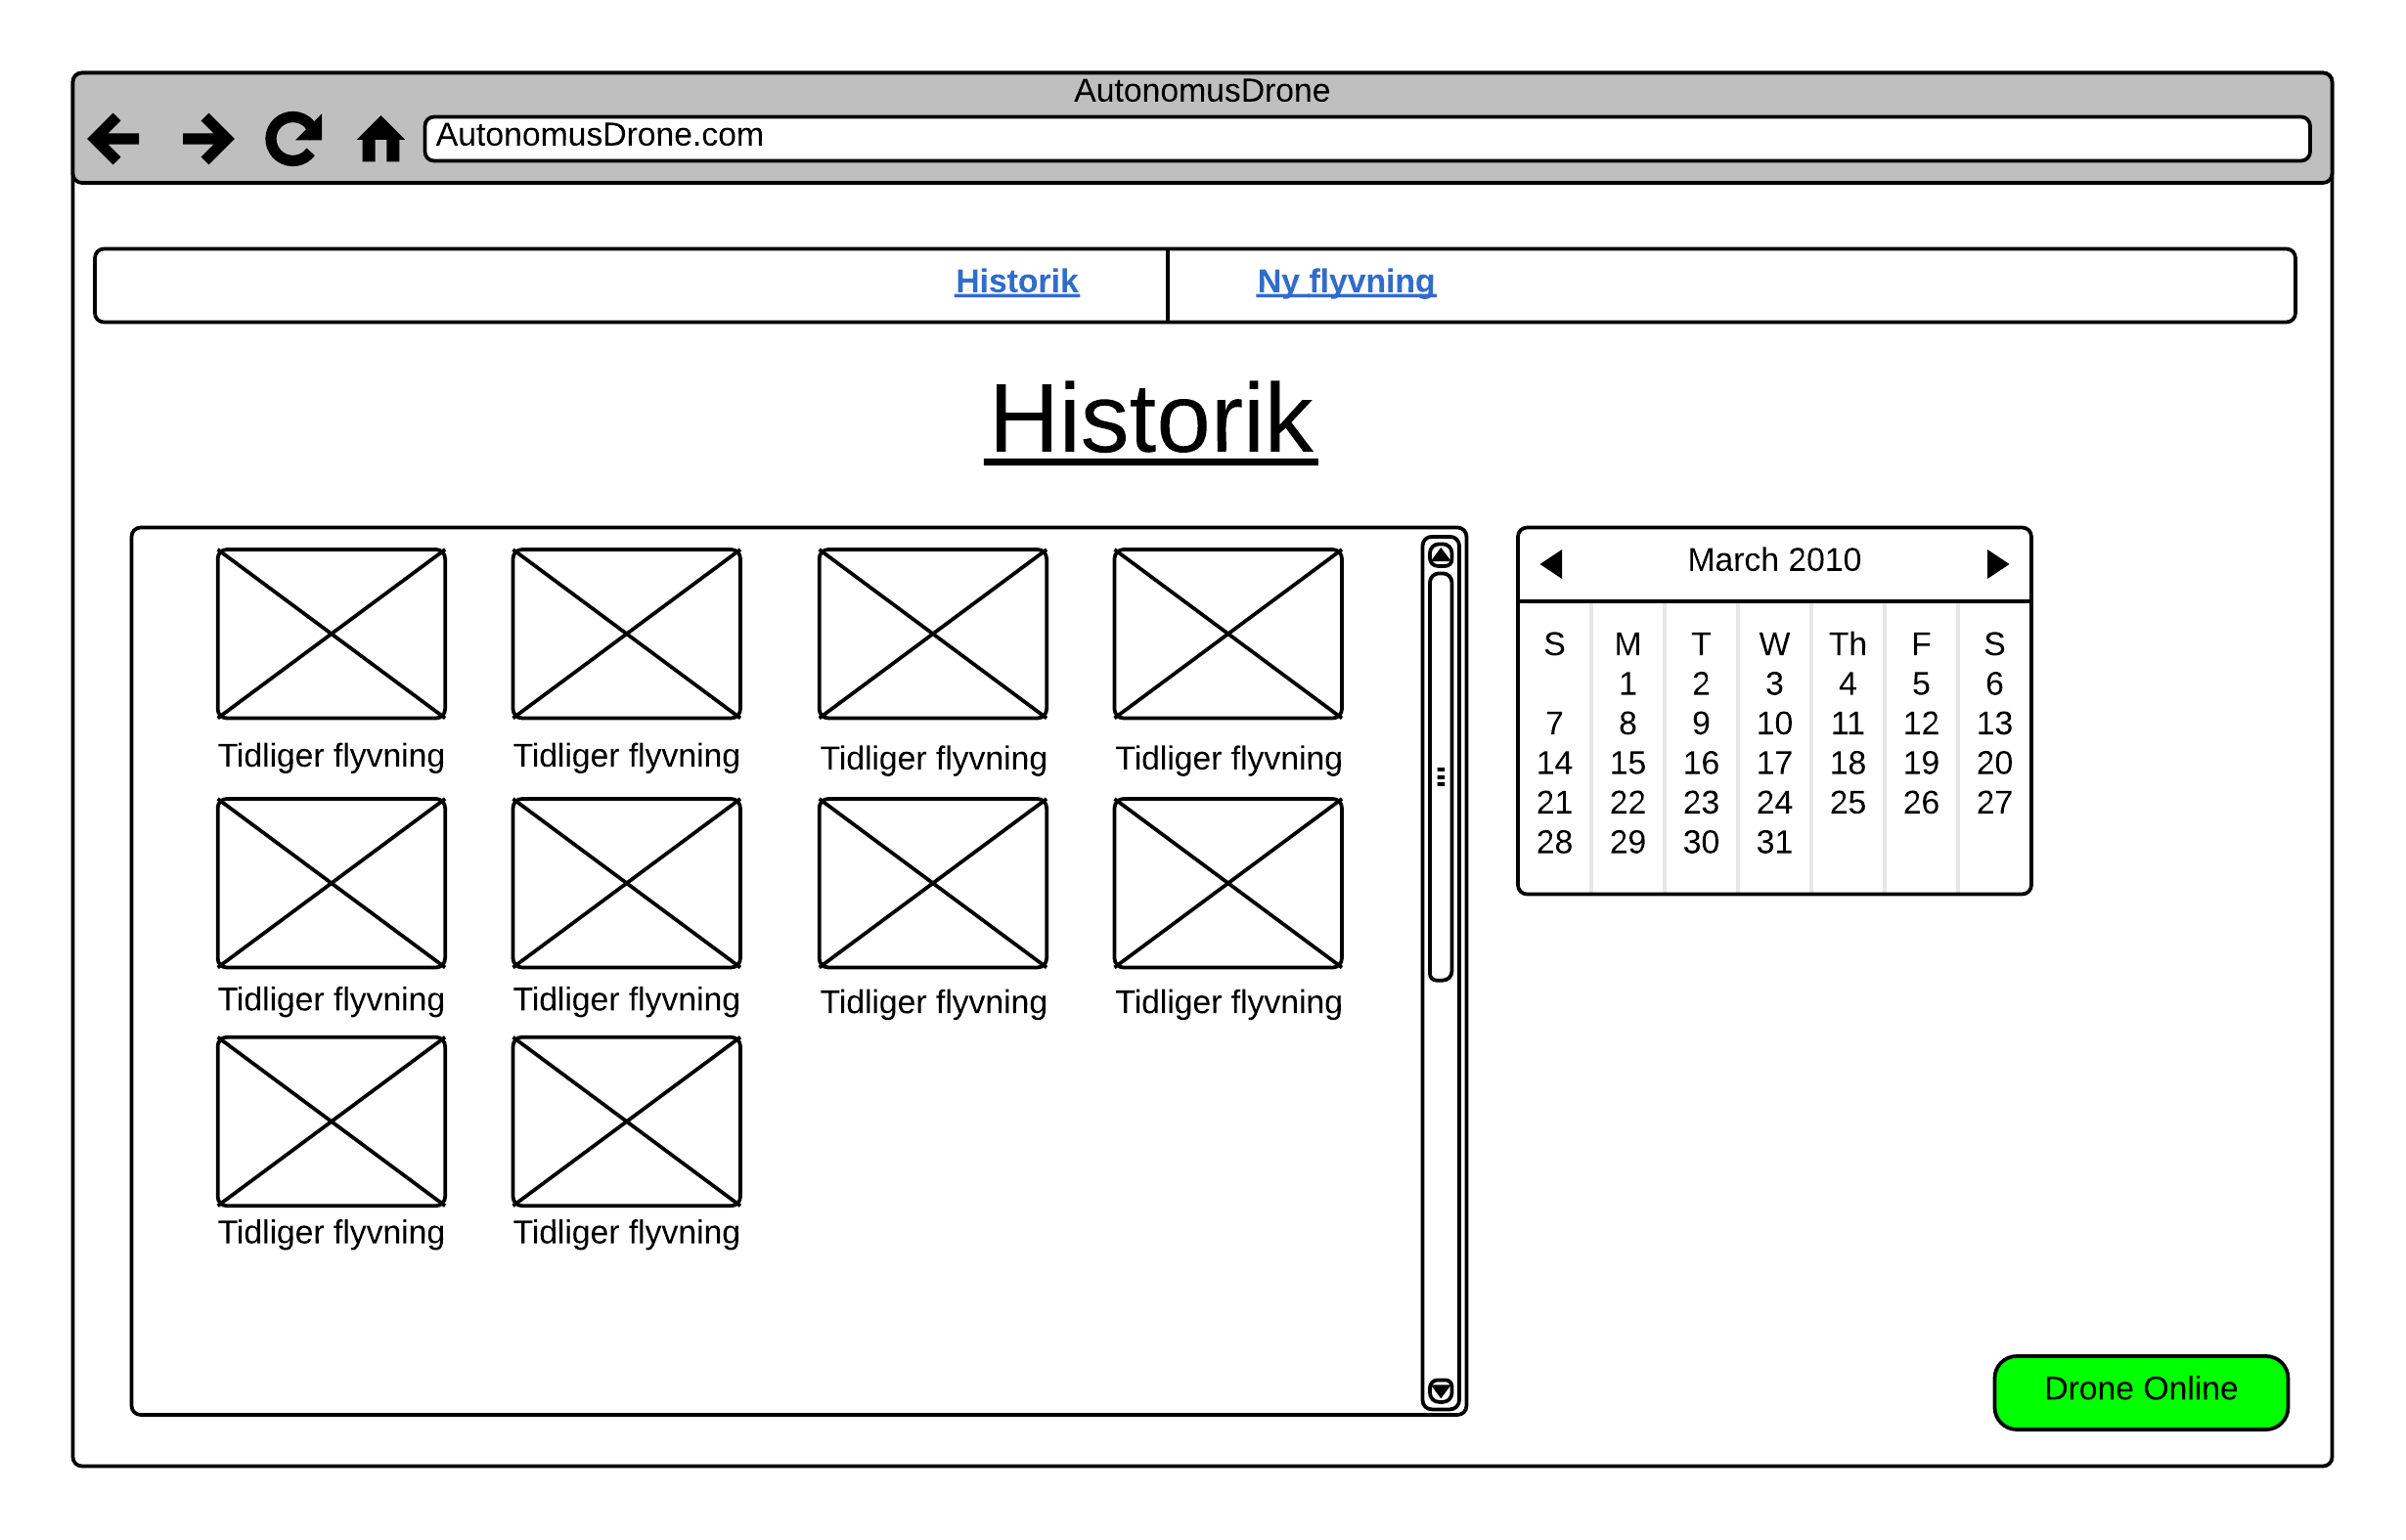 AutonomusDrone
AutonomusDrone.com
Historik Ny flyvning
Historik
Tidliger flyvning Tidliger flyvning Tidliger flyvning Tidliger flyvning
Tidliger flyvning Tidliger flyvning Tidliger flyvning Tidliger flyvning
Tidliger flyvning Tidliger flyvning
March 2010
S M T W Th F S
1 2 3 4 5 6
7 8 9 10 11 12 13
14 15 16 17 18 19 20
21 22 23 24 25 26 27
28 29 30 31
Drone Online